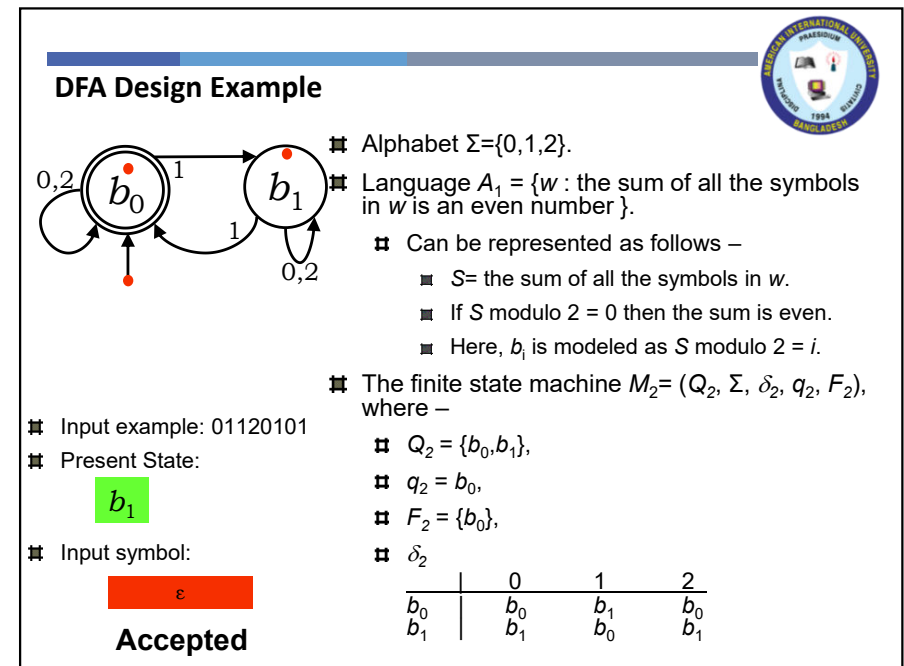 AMERICAN INTERNATIONAL UNIVERSITY
PRAESIDIUM
DISCIPLINA
CIVITATIS
1994
BANGLADESH
DFA Design Example
0,2
b₀
1
b₁
1
0,2
Alphabet Σ={0,1,2}.
Language A₁ = {w : the sum of all the symbols
in w is an even number }.
Can be represented as follows –
S= the sum of all the symbols in w.
If S modulo 2 = 0 then the sum is even.
Here, bᵢ is modeled as S modulo 2 = i.
The finite state machine M₂= (Q₂, Σ, δ₂, q₂, F₂),
where –
Q₂ = {b₀,b₁},
q₂ = b₀,
F₂ = {b₀},
δ₂
| 0 1 2
b₀ | b₀ b₁ b₀
b₁ | b₁ b₀ b₁
Input example: 01120101
Present State:
b₁
Input symbol:
ε
Accepted